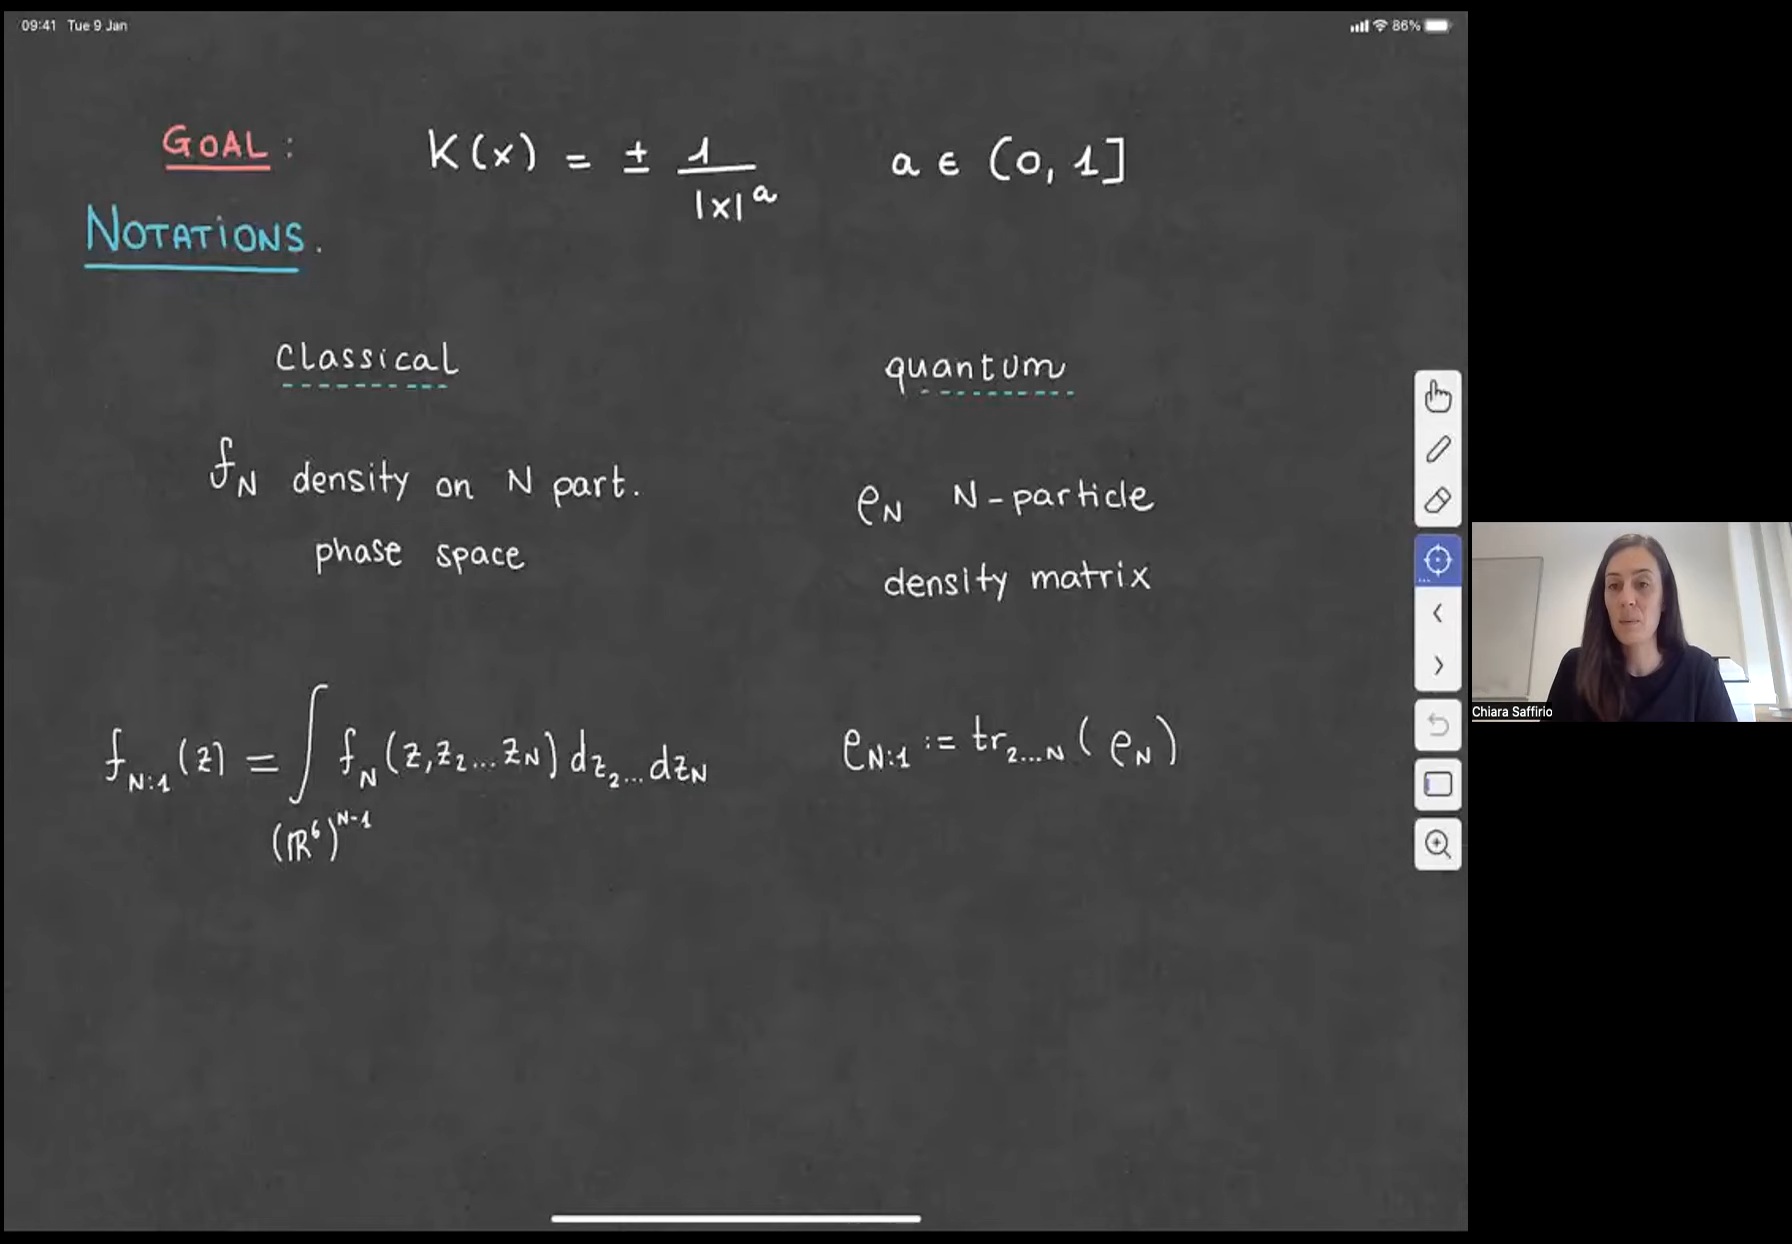 09:41 Tue 9 Jan
86%
GOAL: K(x) = ± 1/|x|^a a ∈ (0, 1]
NOTATIONS.
classical
quantum
f_N density on N part.
phase space
ρ_N N-particle
density matrix
f_{N:1}(z) = ∫_{(ℝ^6)^{N-1}} f_N(z, z_2 ... z_N) dz_2 ... dz_N
ρ_{N:1} := tr_{2...N}(ρ_N)
Chiara Saffirio